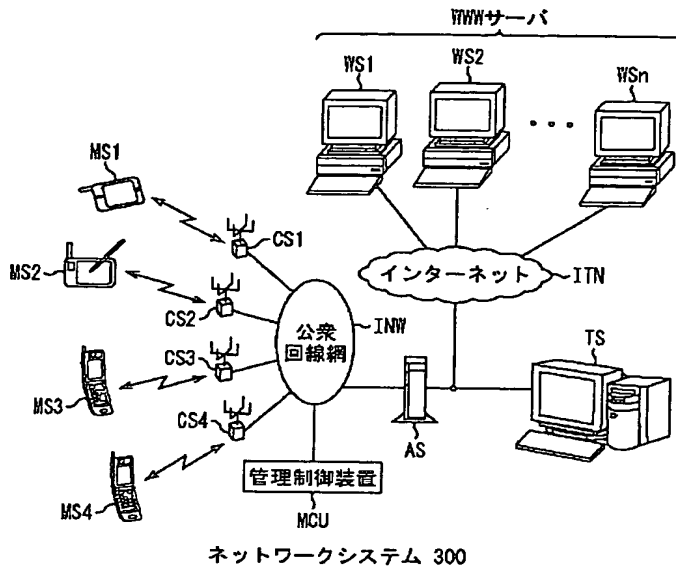 WWWサーバ
WS1
WS2
WSn
MS1
CS1
MS2
CS2
インターネット
ITN
公衆
回線網
INW
CS3
MS3
TS
CS4
AS
MS4
管理制御装置
MCU
ネットワークシステム 300